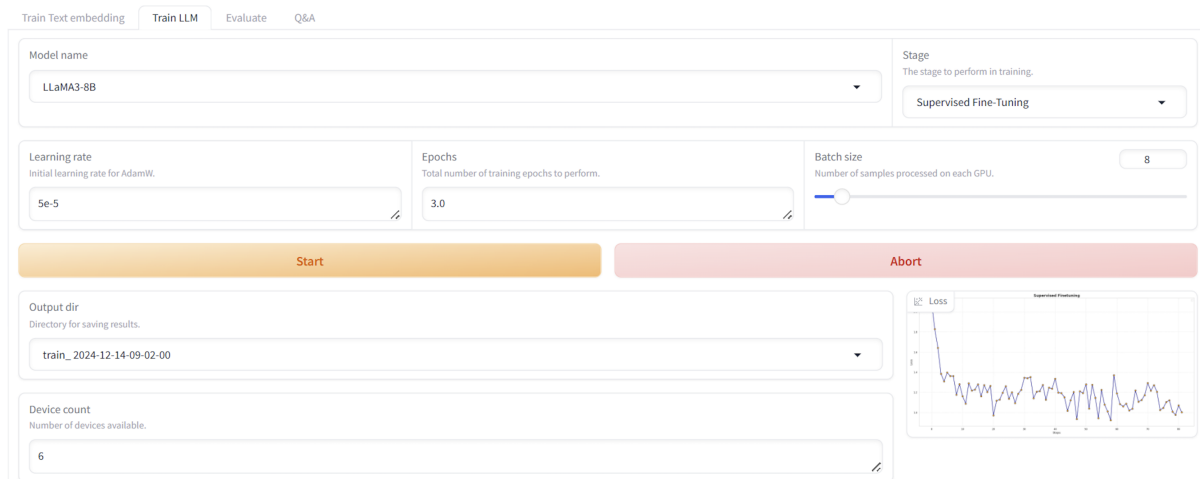 Train Text embedding
Train LLM
Evaluate
Q&A
Model name
LLaMA3-8B
Stage
The stage to perform in training.
Supervised Fine-Tuning
Learning rate
Initial learning rate for AdamW.
5e-5
Epochs
Total number of training epochs to perform.
3.0
Batch size
8
Number of samples processed on each GPU.
Start
Abort
Output dir
Directory for saving results.
train_ 2024-12-14-09-02-00
Loss
Supervised Finetuning
Device count
Number of devices available.
6